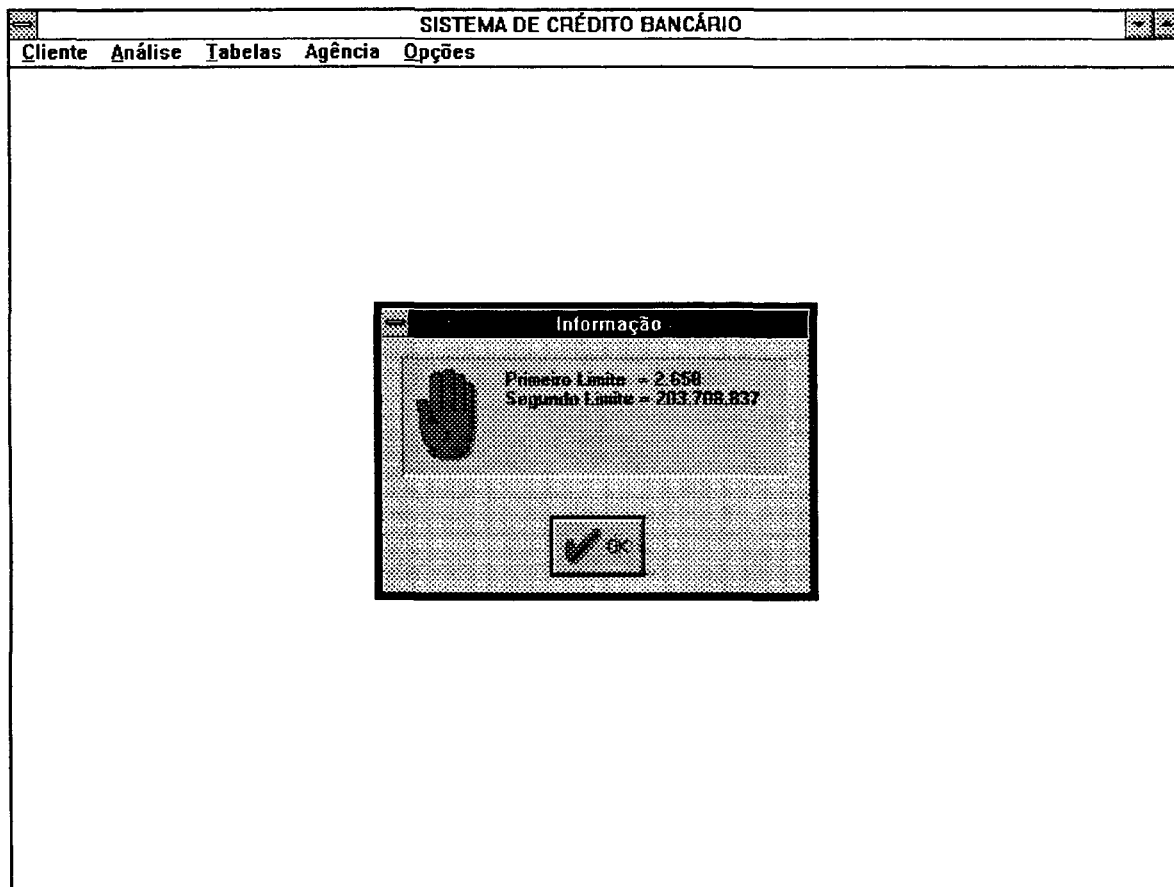 SISTEMA DE CRÉDITO BANCÁRIO
Cliente Análise Tabelas Agência Opções
Informação
Primeiro Limite = 2.650
Segundo Limite = 203.708.837
OK